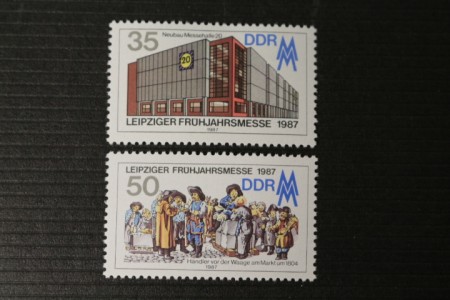 35 Neubau Messehalle 20 DDR
20
LEIPZIGER FRÜHJAHRSMESSE 1987
1987
LEIPZIGER FRÜHJAHRSMESSE 1987
50 DDR
Händler vor der Waage am Markt um 1804
1987